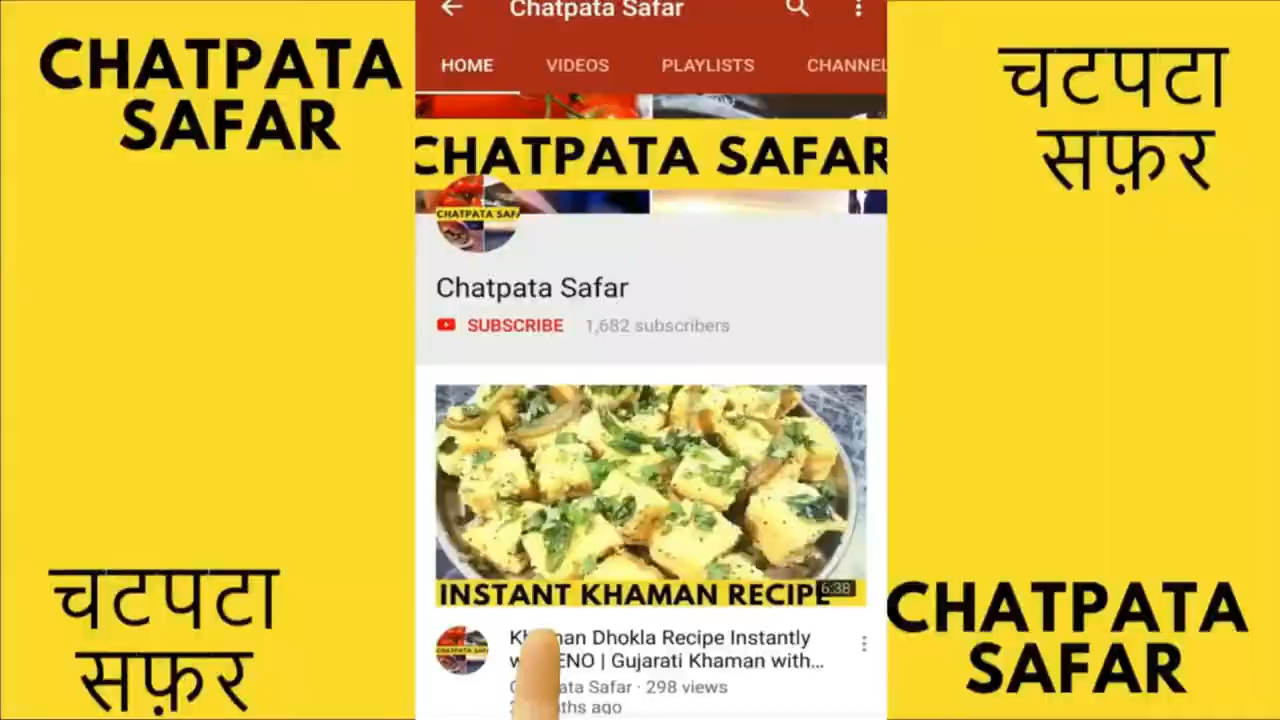 CHATPATA
SAFAR
चटपटा
सफ़र
Chatpata Safar
HOME VIDEOS PLAYLISTS CHANNEL
CHATPATA SAFAR
CHATPATA SAFA
Chatpata Safar
SUBSCRIBE 1,682 subscribers
INSTANT KHAMAN RECIPE
6:38
Dhokla Recipe Instantly
ENO | Gujarati Khaman with...
Safar · 298 views
ago
चटपटा
सफ़र
CHATPATA
SAFAR